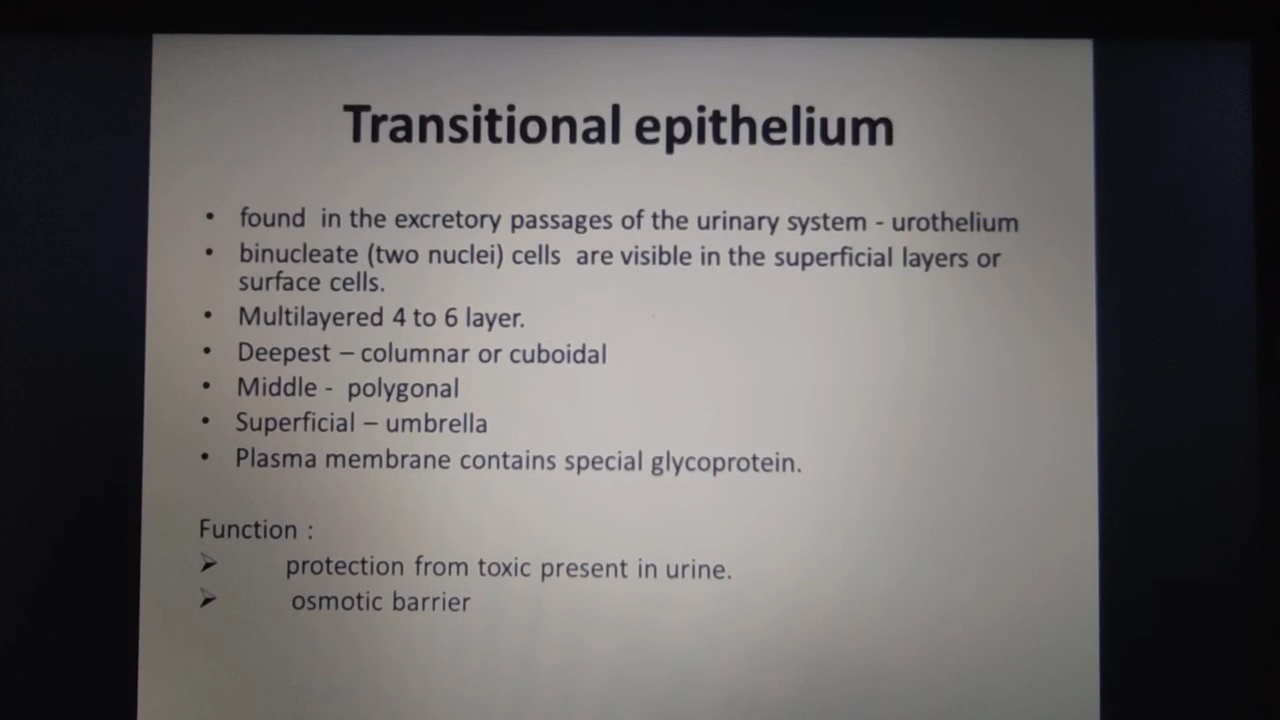 Transitional epithelium
• found in the excretory passages of the urinary system - urothelium
• binucleate (two nuclei) cells are visible in the superficial layers or
surface cells.
• Multilayered 4 to 6 layer.
• Deepest – columnar or cuboidal
• Middle - polygonal
• Superficial – umbrella
• Plasma membrane contains special glycoprotein.
Function :
➢ protection from toxic present in urine.
➢ osmotic barrier